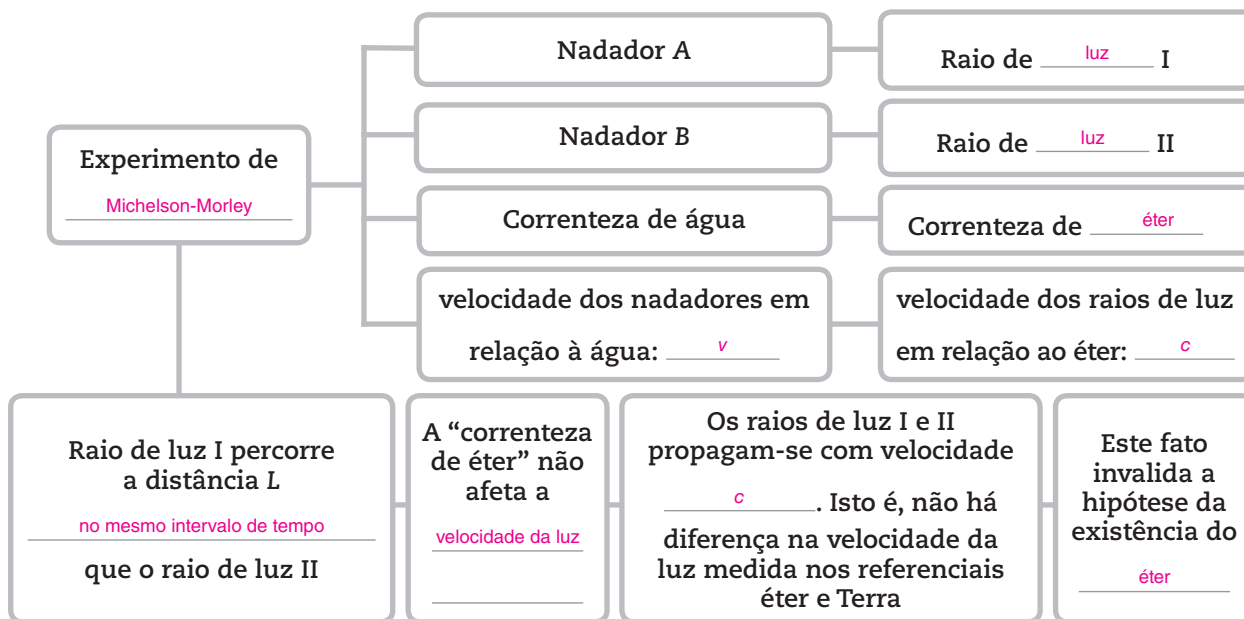 Nadador A
Raio de luz I
Nadador B
Raio de luz II
Experimento de
Michelson-Morley
Correnteza de água
Correnteza de éter
velocidade dos nadadores em
relação à água: v
velocidade dos raios de luz
em relação ao éter: c
Raio de luz I percorre
a distância L
no mesmo intervalo de tempo
que o raio de luz II
A “correnteza
de éter” não
afeta a
velocidade da luz
Os raios de luz I e II
propagam-se com velocidade
c. Isto é, não há
diferença na velocidade da
luz medida nos referenciais
éter e Terra
Este fato
invalida a
hipótese da
existência do
éter